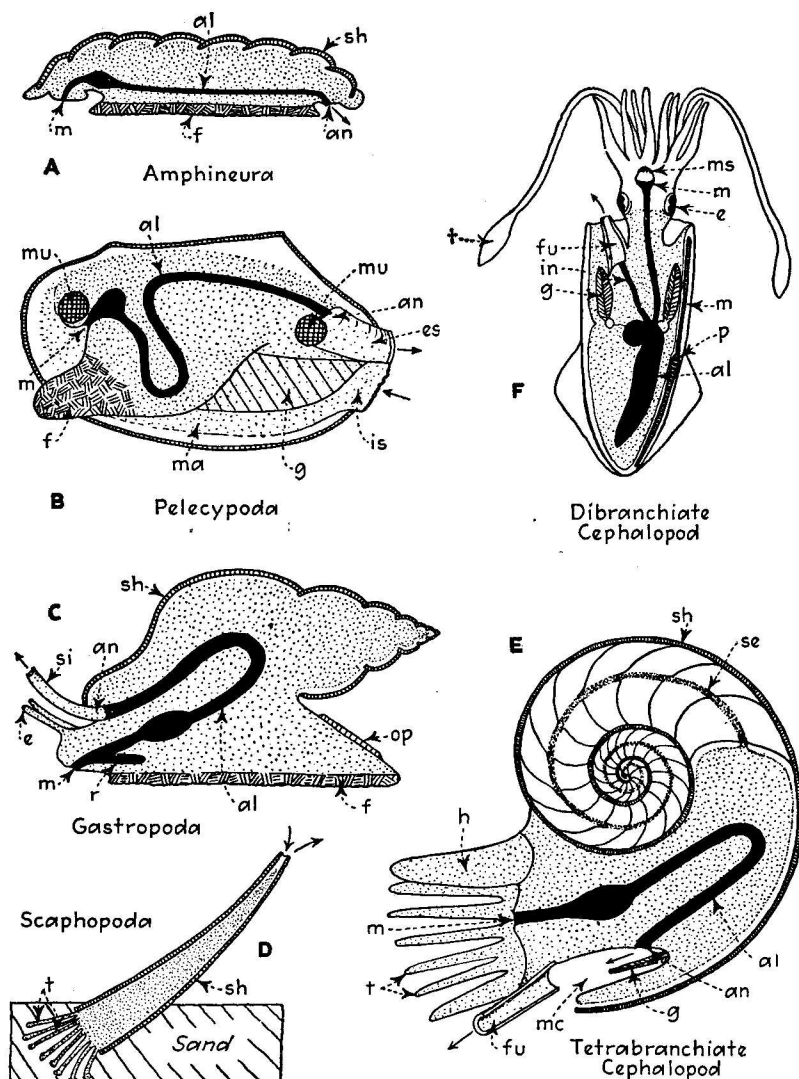 al
sh
m
f
an
A
Amphineura
al
mu
mu
an
es
m
f
ma
g
is
B
Pelecypoda
ms
m
e
t
fu
in
g
m
p
al
F
Dibranchiate
Cephalopod
C
sh
an
si
e
op
m
r
al
f
Gastropoda
Scaphopoda
D
t
sh
Sand
E
sh
se
h
m
t
al
an
g
mc
fu
Tetrabranchiate
Cephalopod